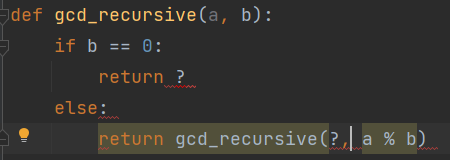 def gcd_recursive(a, b):
    if b == 0:
        return ?
    else:
        return gcd_recursive(?, a % b)